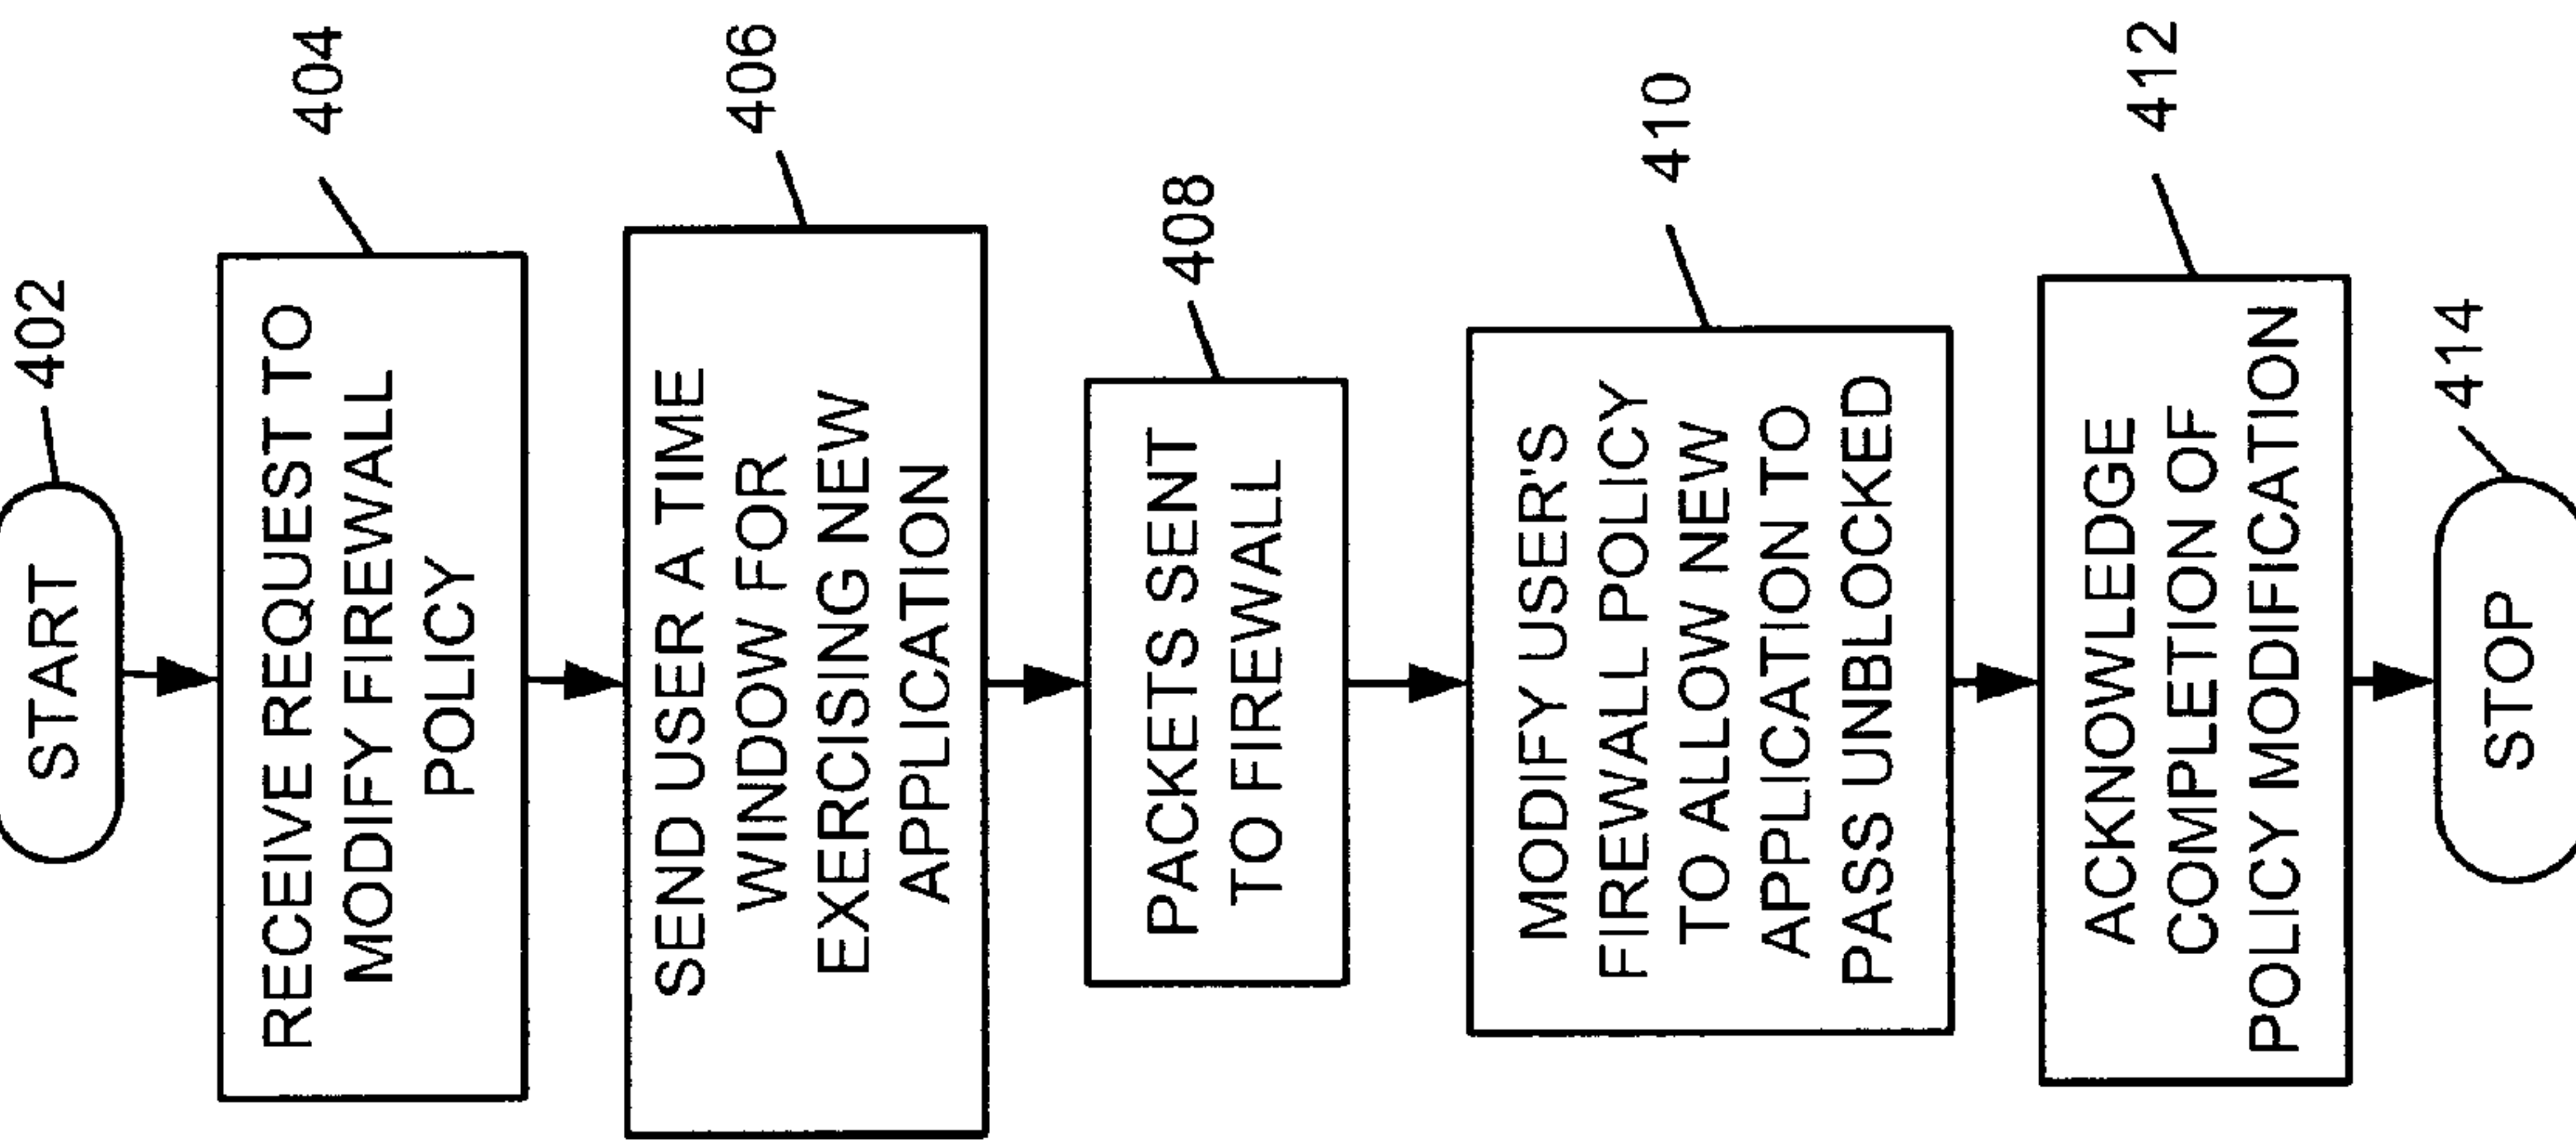 START
402
RECEIVE REQUEST TO
MODIFY FIREWALL
POLICY
404
SEND USER A TIME
WINDOW FOR
EXERCISING NEW
APPLICATION
406
PACKETS SENT
TO FIREWALL
408
MODIFY USER'S
FIREWALL POLICY
TO ALLOW NEW
APPLICATION TO
PASS UNBLOCKED
410
ACKNOWLEDGE
COMPLETION OF
POLICY MODIFICATION
412
STOP
414